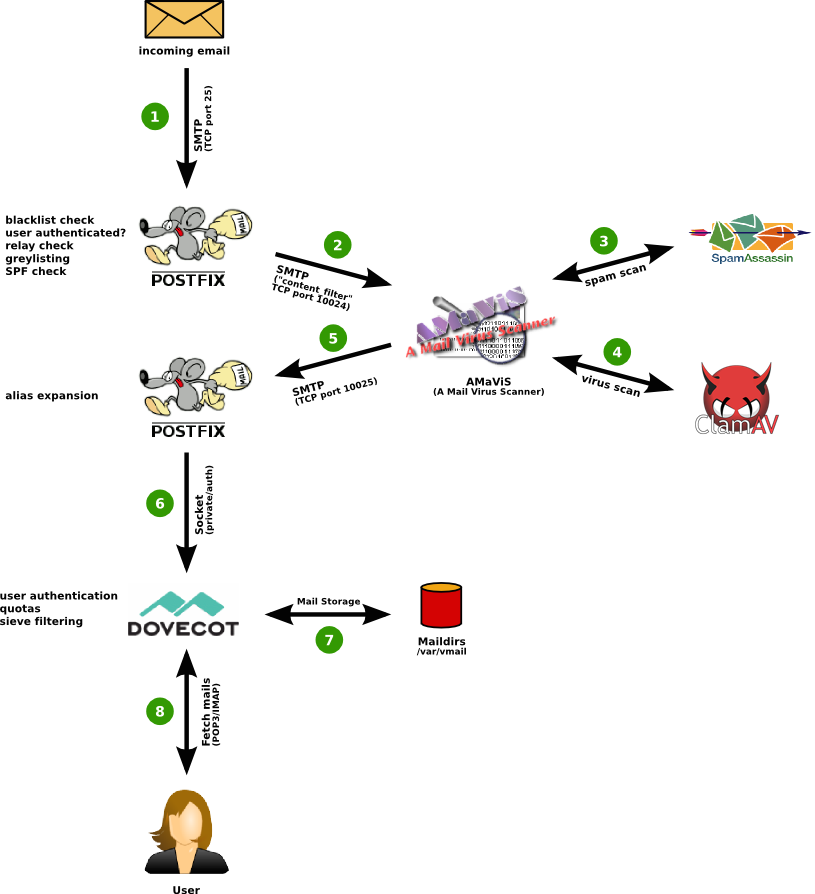 incoming email
1
SMTP
(TCP port 25)
blacklist check
user authenticated?
relay check
greylisting
SPF check
MAIL
POSTFIX
2
SMTP
("content_filter"
TCP port 10024)
3
spam scan
SpamAssassin
AMaViS
A Mail Virus Scanner
AMaViS
(A Mail Virus Scanner)
4
virus scan
ClamAV
5
SMTP
(TCP port 10025)
alias expansion
MAIL
POSTFIX
6
Socket
(private/auth)
user authentication
quotas
sieve filtering
DOVECOT
Mail Storage
7
Maildirs
/var/vmail
8
Fetch mails
(POP3/IMAP)
User